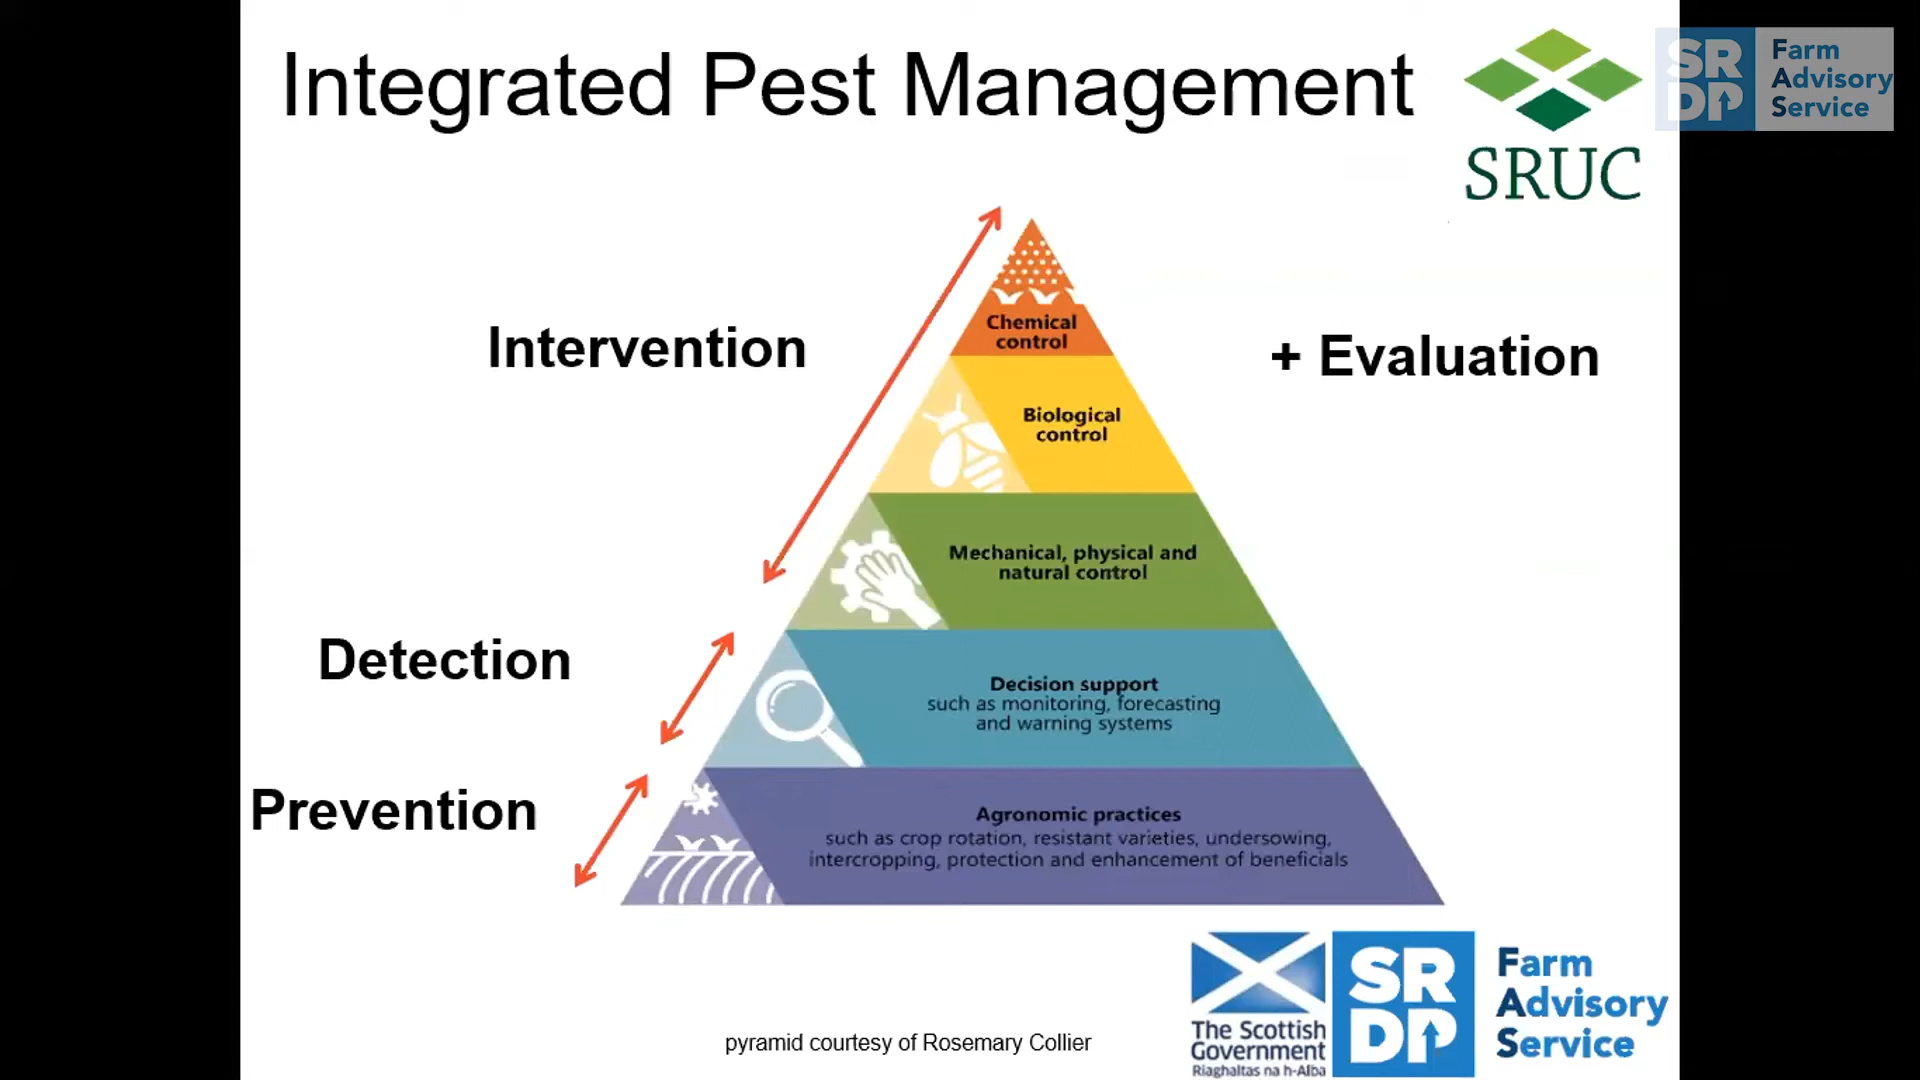 Integrated Pest Management
SRUC
SR
DP
Farm
Advisory
Service
Intervention
+ Evaluation
Chemical
control
Biological
control
Mechanical, physical and
natural control
Detection
Decision support
such as monitoring, forecasting
and warning systems
Prevention
Agronomic practices
such as crop rotation, resistant varieties, undersowing,
intercropping, protection and enhancement of beneficials
pyramid courtesy of Rosemary Collier
The Scottish
Government
Riaghaltas na h-Alba
SR
DP
Farm
Advisory
Service